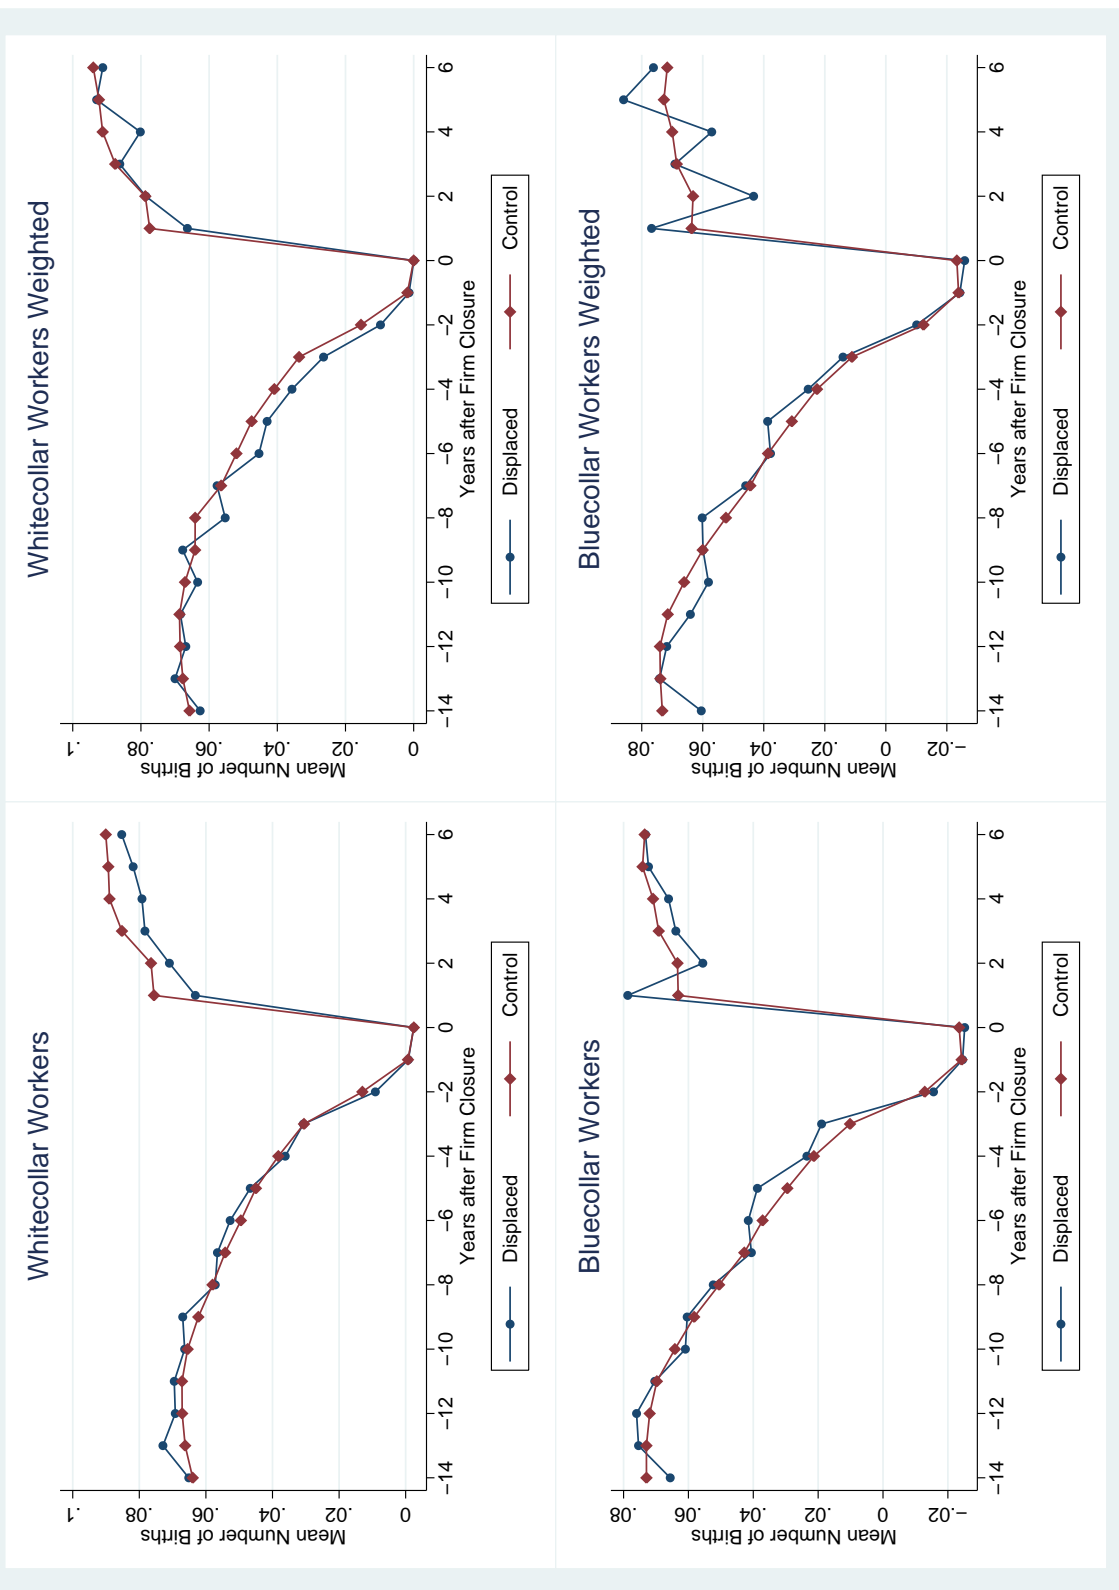 Whitecollar Workers
Mean Number of Births
.1
.08
.06
.04
.02
0
−14 −12 −10 −8 −6 −4 −2 0 2 4 6
Years after Firm Closure
Displaced Control
Whitecollar Workers Weighted
Mean Number of Births
.1
.08
.06
.04
.02
0
−14 −12 −10 −8 −6 −4 −2 0 2 4 6
Years after Firm Closure
Displaced Control
Bluecollar Workers
Mean Number of Births
.08
.06
.04
.02
0
−.02
−14 −12 −10 −8 −6 −4 −2 0 2 4 6
Years after Firm Closure
Displaced Control
Bluecollar Workers Weighted
Mean Number of Births
.08
.06
.04
.02
0
−.02
−14 −12 −10 −8 −6 −4 −2 0 2 4 6
Years after Firm Closure
Displaced Control